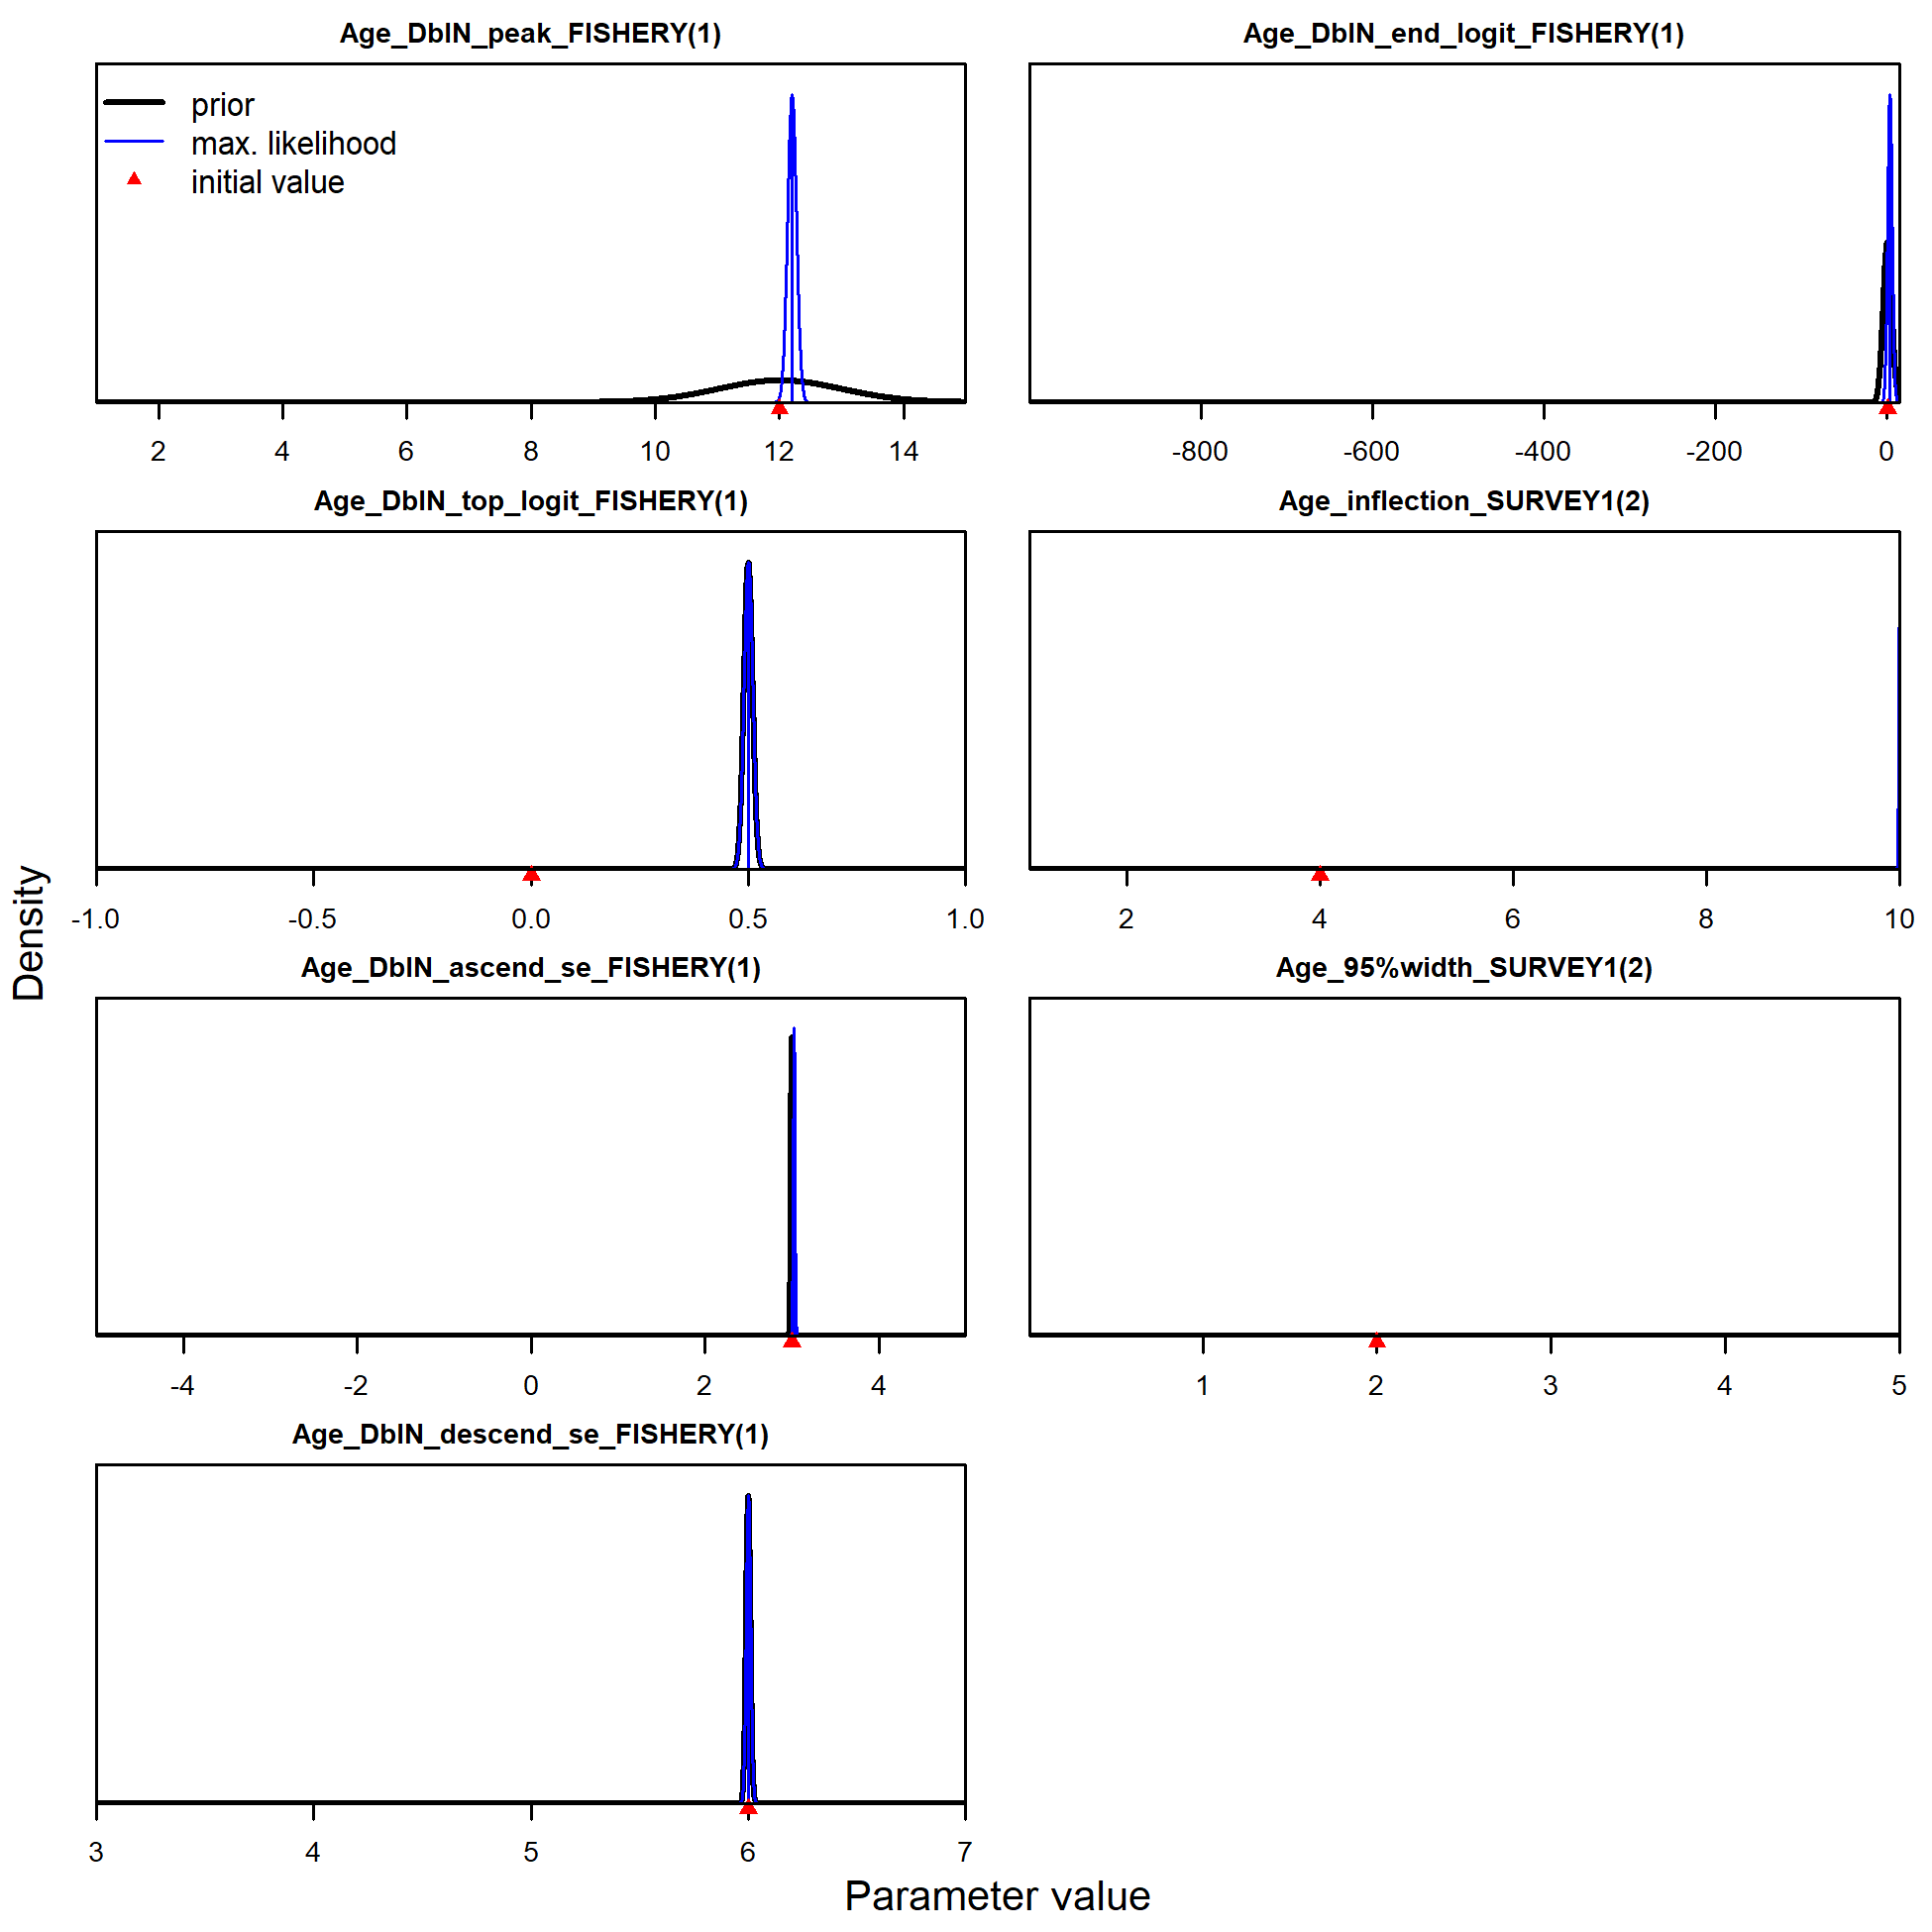 Age_DblN_peak_FISHERY(1)
prior
max. likelihood
initial value
2 4 6 8 10 12 14
Age_DblN_end_logit_FISHERY(1)
-800 -600 -400 -200 0
Age_DblN_top_logit_FISHERY(1)
-1.0 -0.5 0.0 0.5 1.0
Age_inflection_SURVEY1(2)
2 4 6 8 10
Age_DblN_ascend_se_FISHERY(1)
-4 -2 0 2 4
Age_95%width_SURVEY1(2)
1 2 3 4 5
Age_DblN_descend_se_FISHERY(1)
3 4 5 6 7
Density
Parameter value